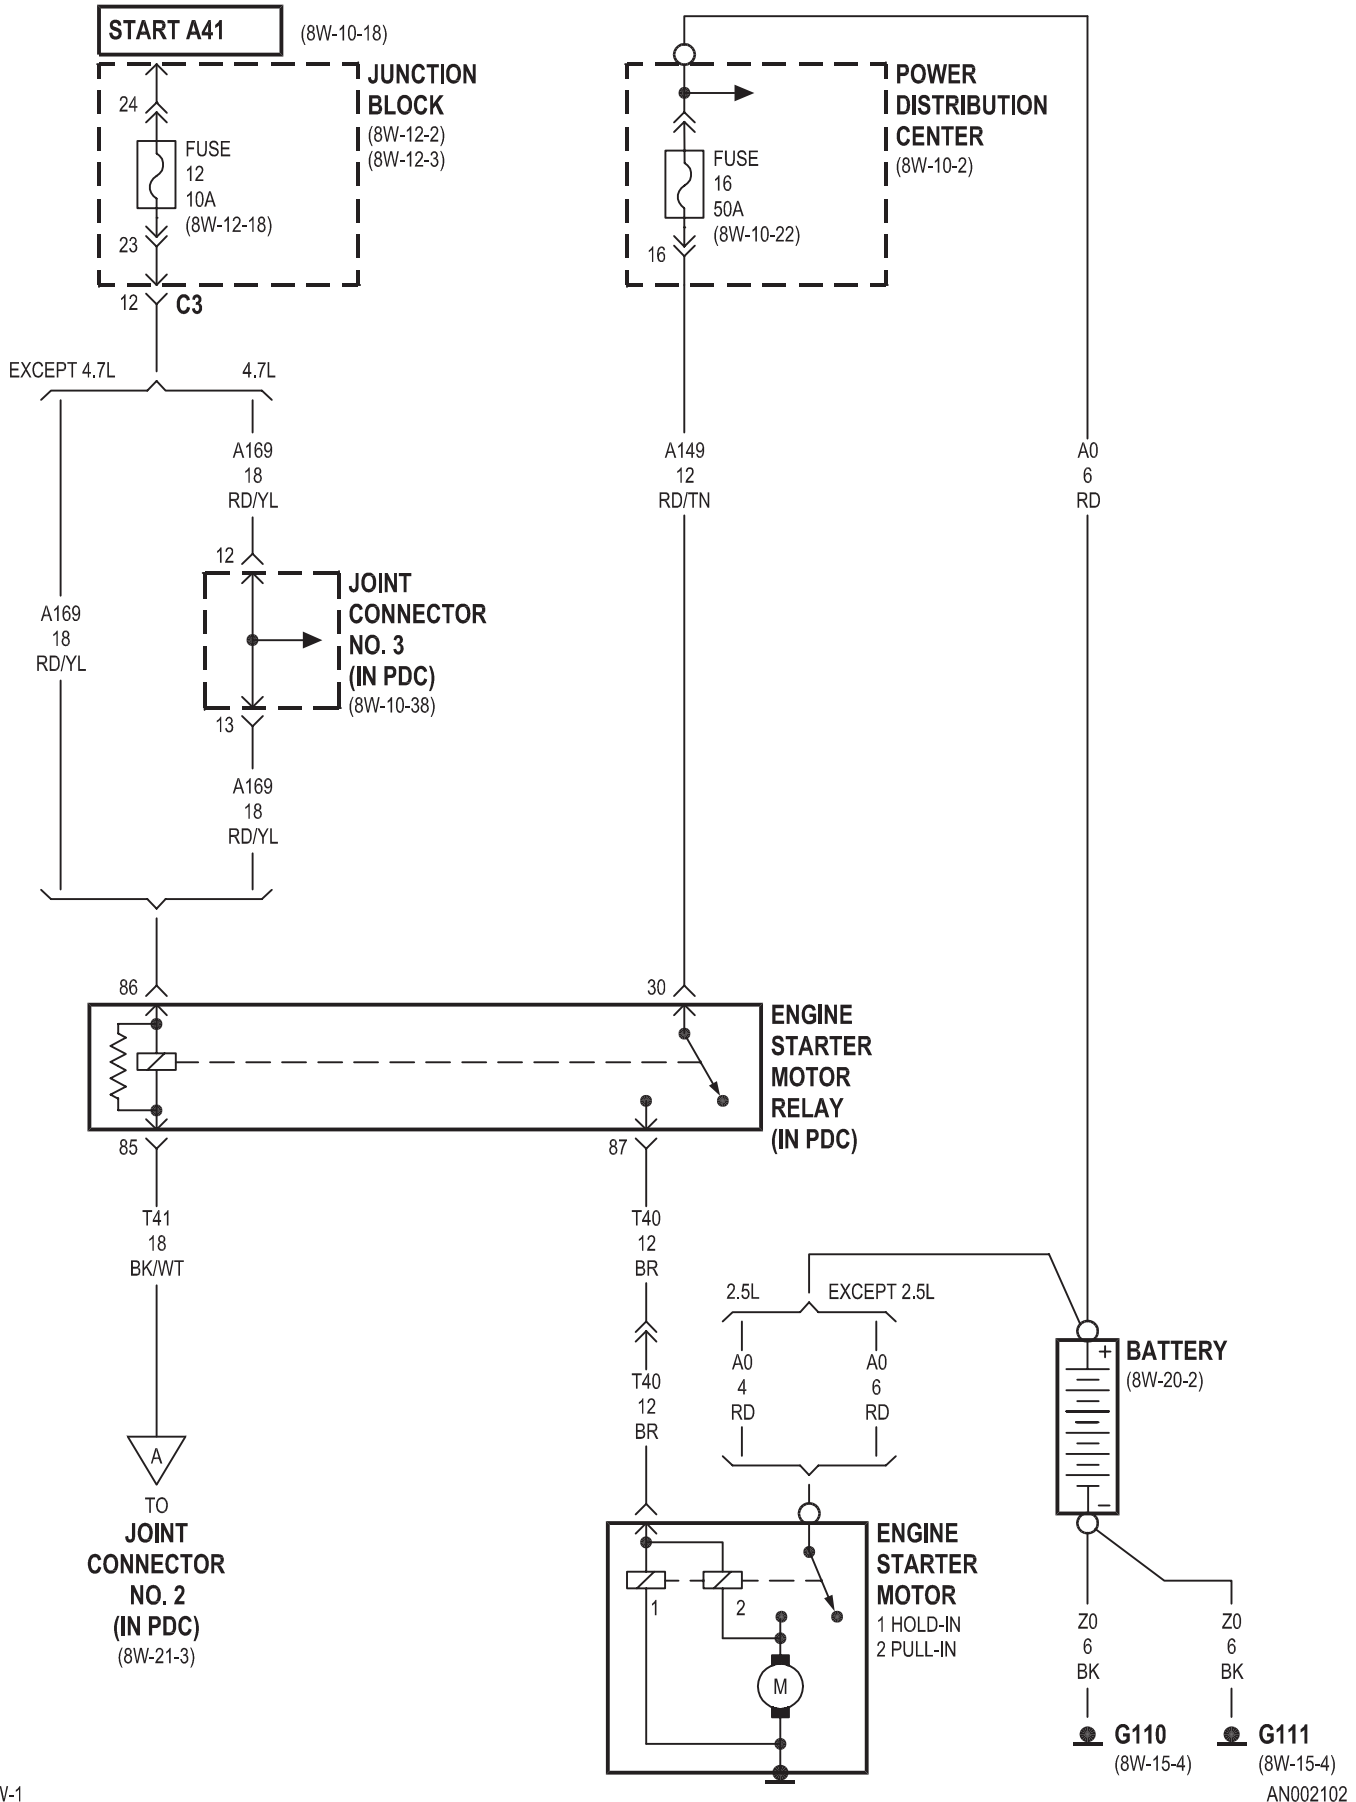 START A41
(8W-10-18)
JUNCTION
BLOCK
(8W-12-2)
(8W-12-3)
24
FUSE
12
10A
(8W-12-18)
23
12
C3
POWER
DISTRIBUTION
CENTER
(8W-10-2)
FUSE
16
50A
(8W-10-22)
16
EXCEPT 4.7L
4.7L
A169
18
RD/YL
A149
12
RD/TN
A0
6
RD
12
JOINT
CONNECTOR
NO. 3
(IN PDC)
(8W-10-38)
A169
18
RD/YL
13
A169
18
RD/YL
86
30
ENGINE
STARTER
MOTOR
RELAY
(IN PDC)
85
87
T41
18
BK/WT
T40
12
BR
2.5L
EXCEPT 2.5L
A0
4
RD
A0
6
RD
T40
12
BR
+
BATTERY
(8W-20-2)
–
A
TO
JOINT
CONNECTOR
NO. 2
(IN PDC)
(8W-21-3)
ENGINE
STARTER
MOTOR
1 HOLD-IN
2 PULL-IN
1
2
M
Z0
6
BK
Z0
6
BK
G110
(8W-15-4)
G111
(8W-15-4)
W-1
AN002102